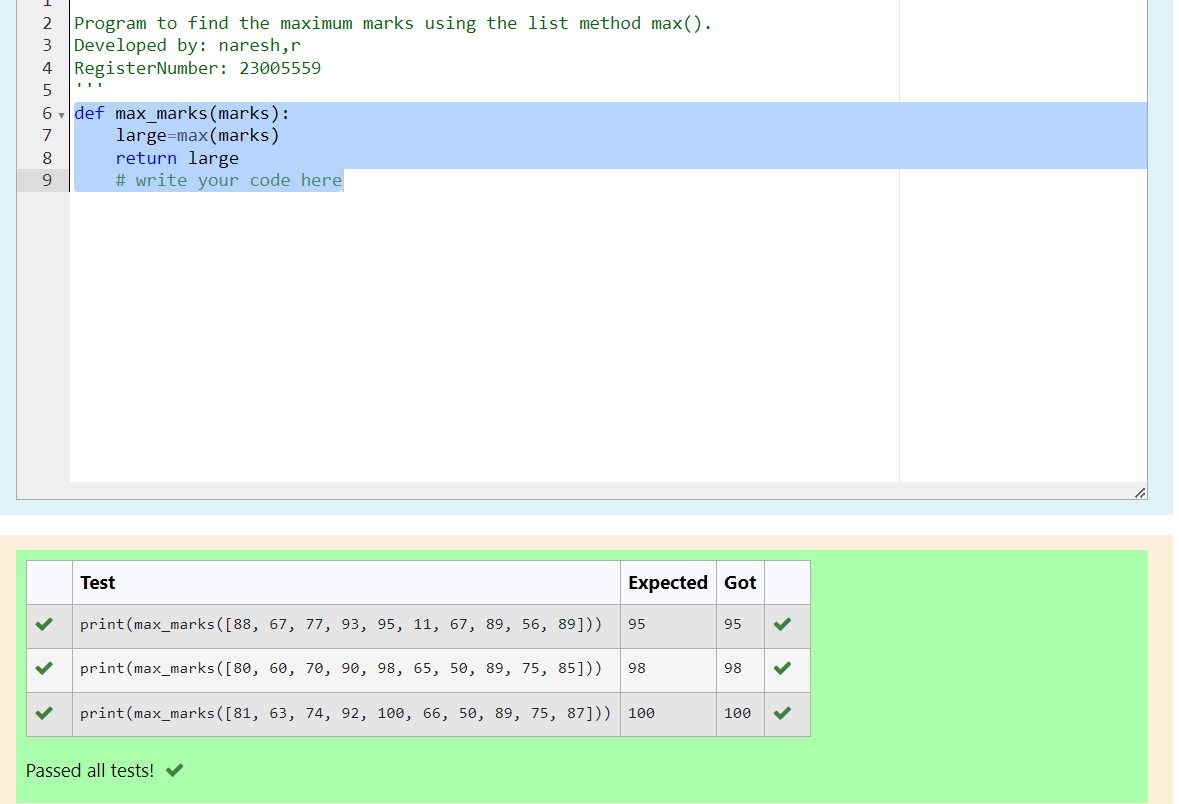 1
2 Program to find the maximum marks using the list method max().
3 Developed by: naresh,r
4 RegisterNumber: 23005559
5 '''
6 def max_marks(marks):
7     large=max(marks)
8     return large
9     # write your code here
Test Expected Got
print(max_marks([88, 67, 77, 93, 95, 11, 67, 89, 56, 89])) 95 95
print(max_marks([80, 60, 70, 90, 98, 65, 50, 89, 75, 85])) 98 98
print(max_marks([81, 63, 74, 92, 100, 66, 50, 89, 75, 87])) 100 100
Passed all tests!